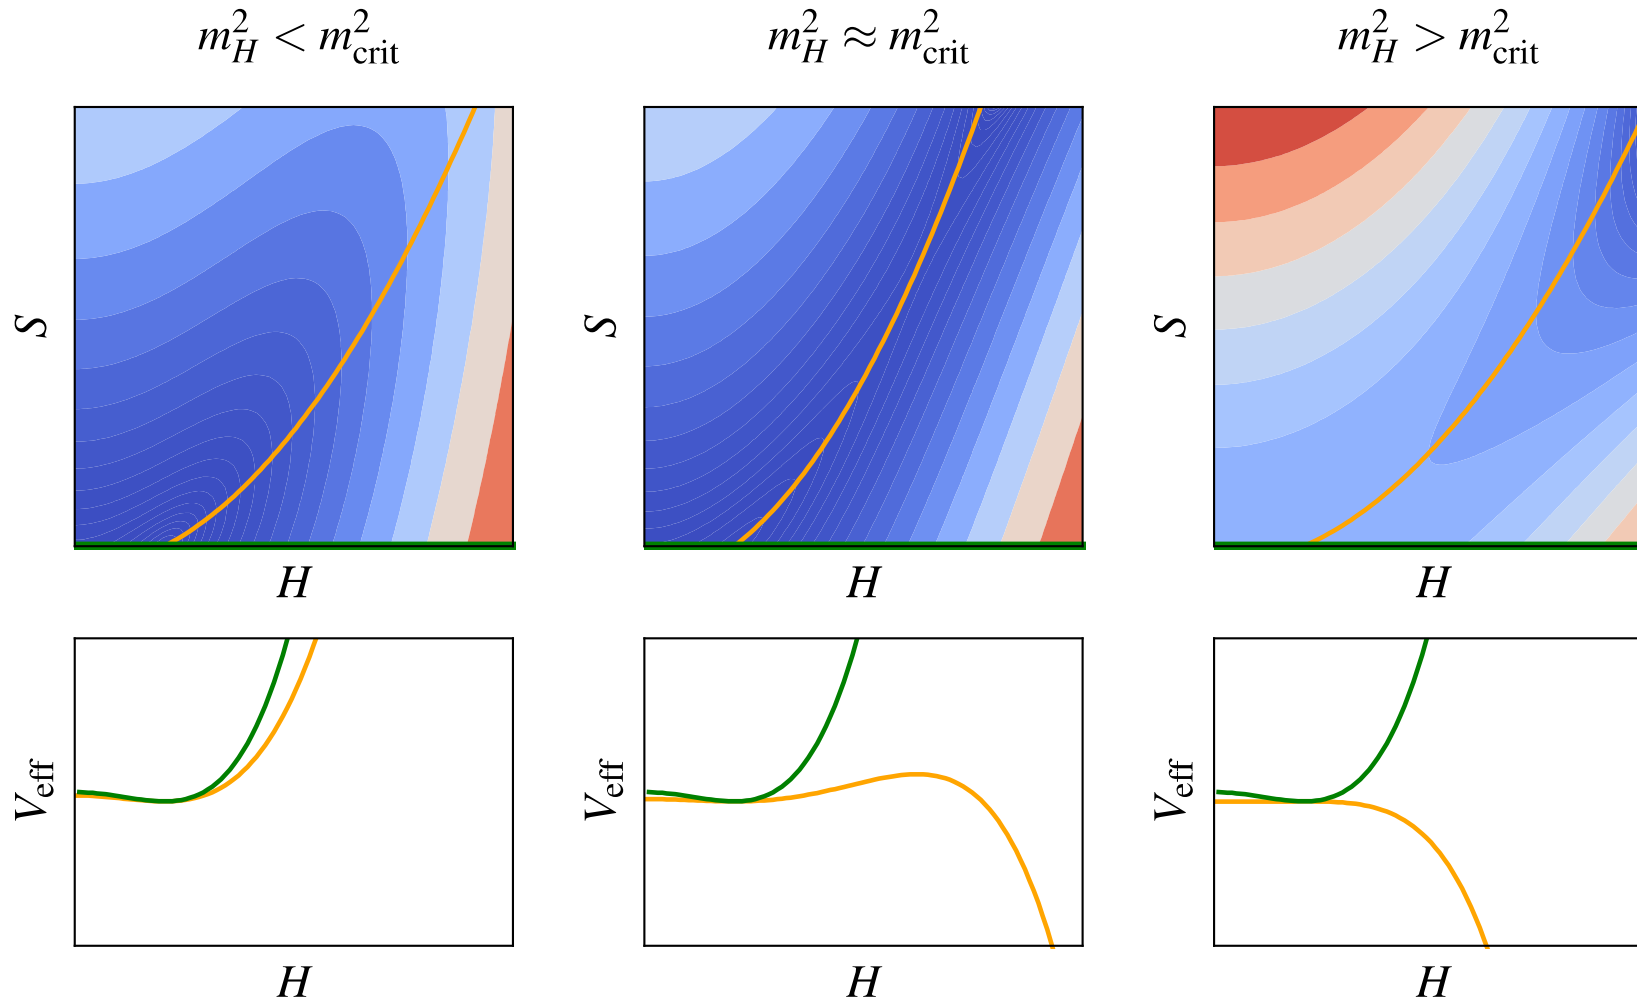 m_H^2 < m_crit^2
m_H^2 ≈ m_crit^2
m_H^2 > m_crit^2
S
S
S
H
H
H
V_eff
V_eff
V_eff
H
H
H